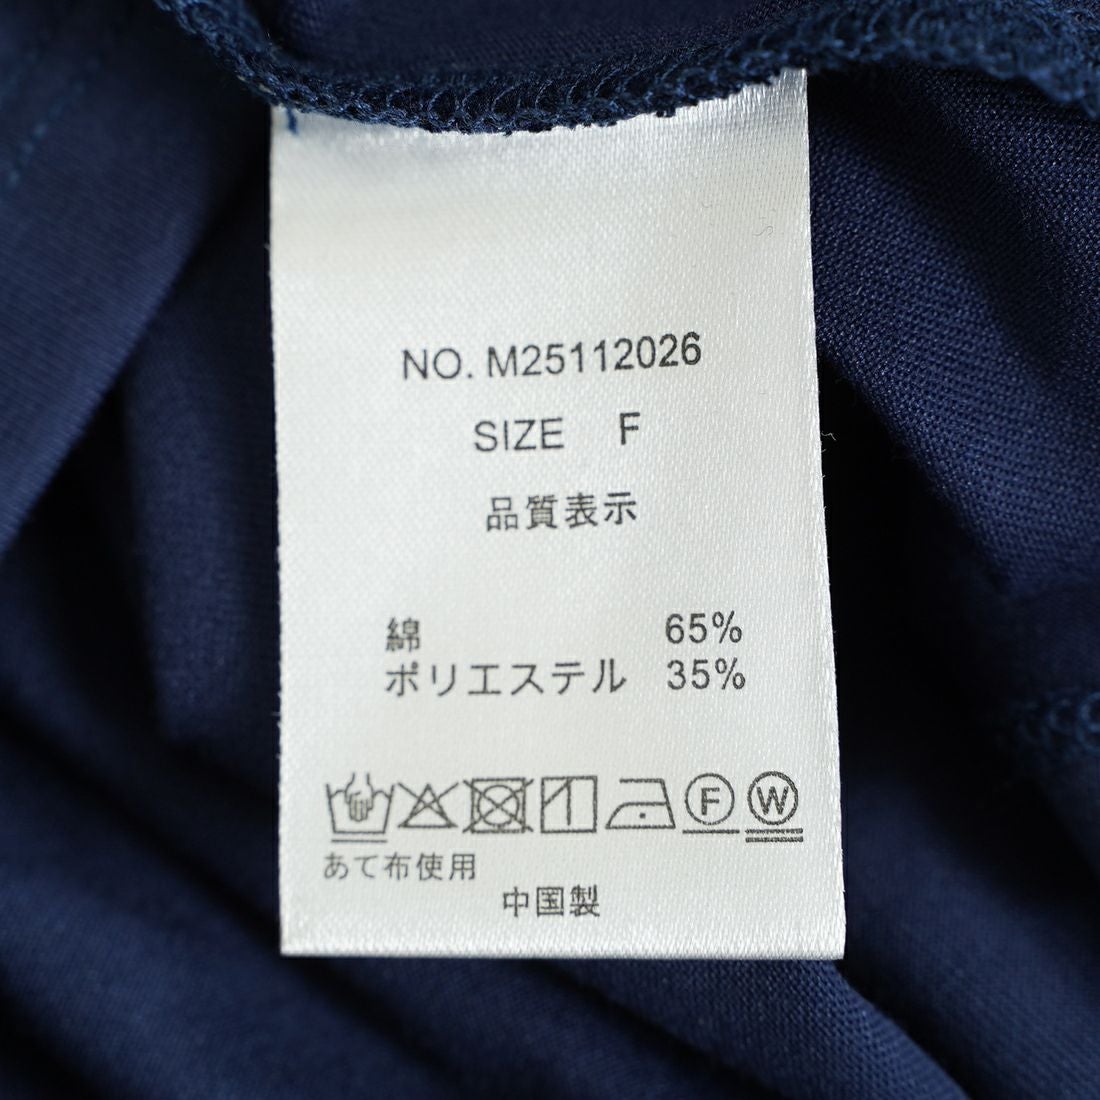 NO. M25112026
SIZE F
品質表示
綿 65%
ポリエステル 35%
F W
あて布使用
中国製